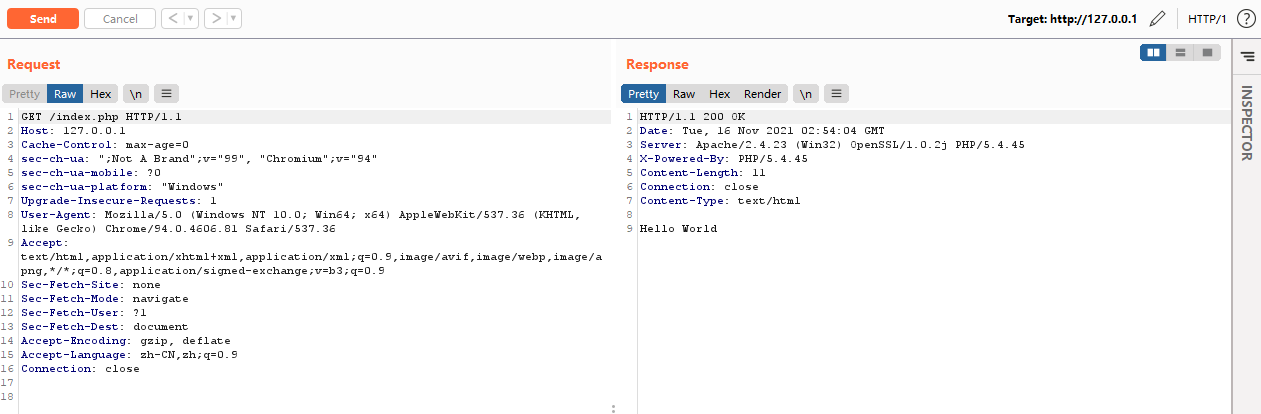 Send Cancel < ▼ > ▼ Target: http://127.0.0.1 HTTP/1 ?
Request
Pretty Raw Hex \n ≡
1 GET /index.php HTTP/1.1
2 Host: 127.0.0.1
3 Cache-Control: max-age=0
4 sec-ch-ua: ";Not A Brand";v="99", "Chromium";v="94"
5 sec-ch-ua-mobile: ?0
6 sec-ch-ua-platform: "Windows"
7 Upgrade-Insecure-Requests: 1
8 User-Agent: Mozilla/5.0 (Windows NT 10.0; Win64; x64) AppleWebKit/537.36 (KHTML,
like Gecko) Chrome/94.0.4606.81 Safari/537.36
9 Accept:
text/html,application/xhtml+xml,application/xml;q=0.9,image/avif,image/webp,image/a
png,*/*;q=0.8,application/signed-exchange;v=b3;q=0.9
10 Sec-Fetch-Site: none
11 Sec-Fetch-Mode: navigate
12 Sec-Fetch-User: ?1
13 Sec-Fetch-Dest: document
14 Accept-Encoding: gzip, deflate
15 Accept-Language: zh-CN,zh;q=0.9
16 Connection: close
17
18
Response
Pretty Raw Hex Render \n ≡
1 HTTP/1.1 200 OK
2 Date: Tue, 16 Nov 2021 02:54:04 GMT
3 Server: Apache/2.4.23 (Win32) OpenSSL/1.0.2j PHP/5.4.45
4 X-Powered-By: PHP/5.4.45
5 Content-Length: 11
6 Connection: close
7 Content-Type: text/html
8
9 Hello World
INSPECTOR